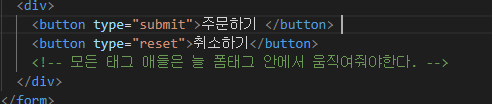 <div>
<button type="submit">주문하기 </button>
<button type="reset">취소하기</button>
<!-- 모든 태그 애들은 늘 폼태그 안에서 움직여줘야한다. -->
</div>
</form>